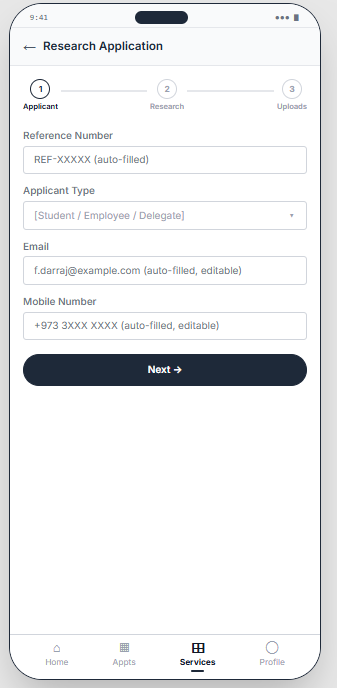 9:41
← Research Application
1 2 3
Applicant Research Uploads
Reference Number
REF-XXXXX (auto-filled)
Applicant Type
[Student / Employee / Delegate]
Email
f.darraj@example.com (auto-filled, editable)
Mobile Number
+973 3XXX XXXX (auto-filled, editable)
Next →
Home Appts Services Profile